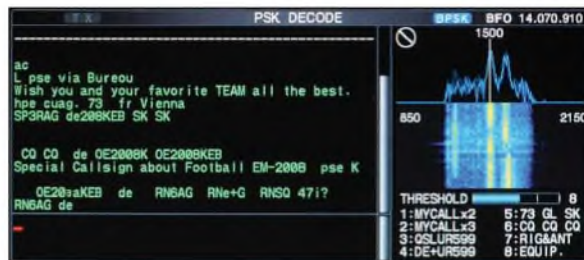 TX PSK DECODE BPSK BFO 14.070.910
1500
ac
L pse via Bureou
Wish you and your favorite TEAM all the best.
hpe cuag. 73 fr Vienna
SP3RAG de208KEB SK SK
CQ CQ de OE2008K OE2008KEB
Special Callsign about Football EM-2008 pse K
OE20aaKEB de RN6AG RNe+G RNSQ 47i?
RN6AG de
850 2150
THRESHOLD 8
1:MYCALLx2 5:73 GL SK
2:MYCALLx3 6:CQ CQ CQ
3:QSLUR599 7:RIG&ANT
4:DE+UR599 8:EQUIP.